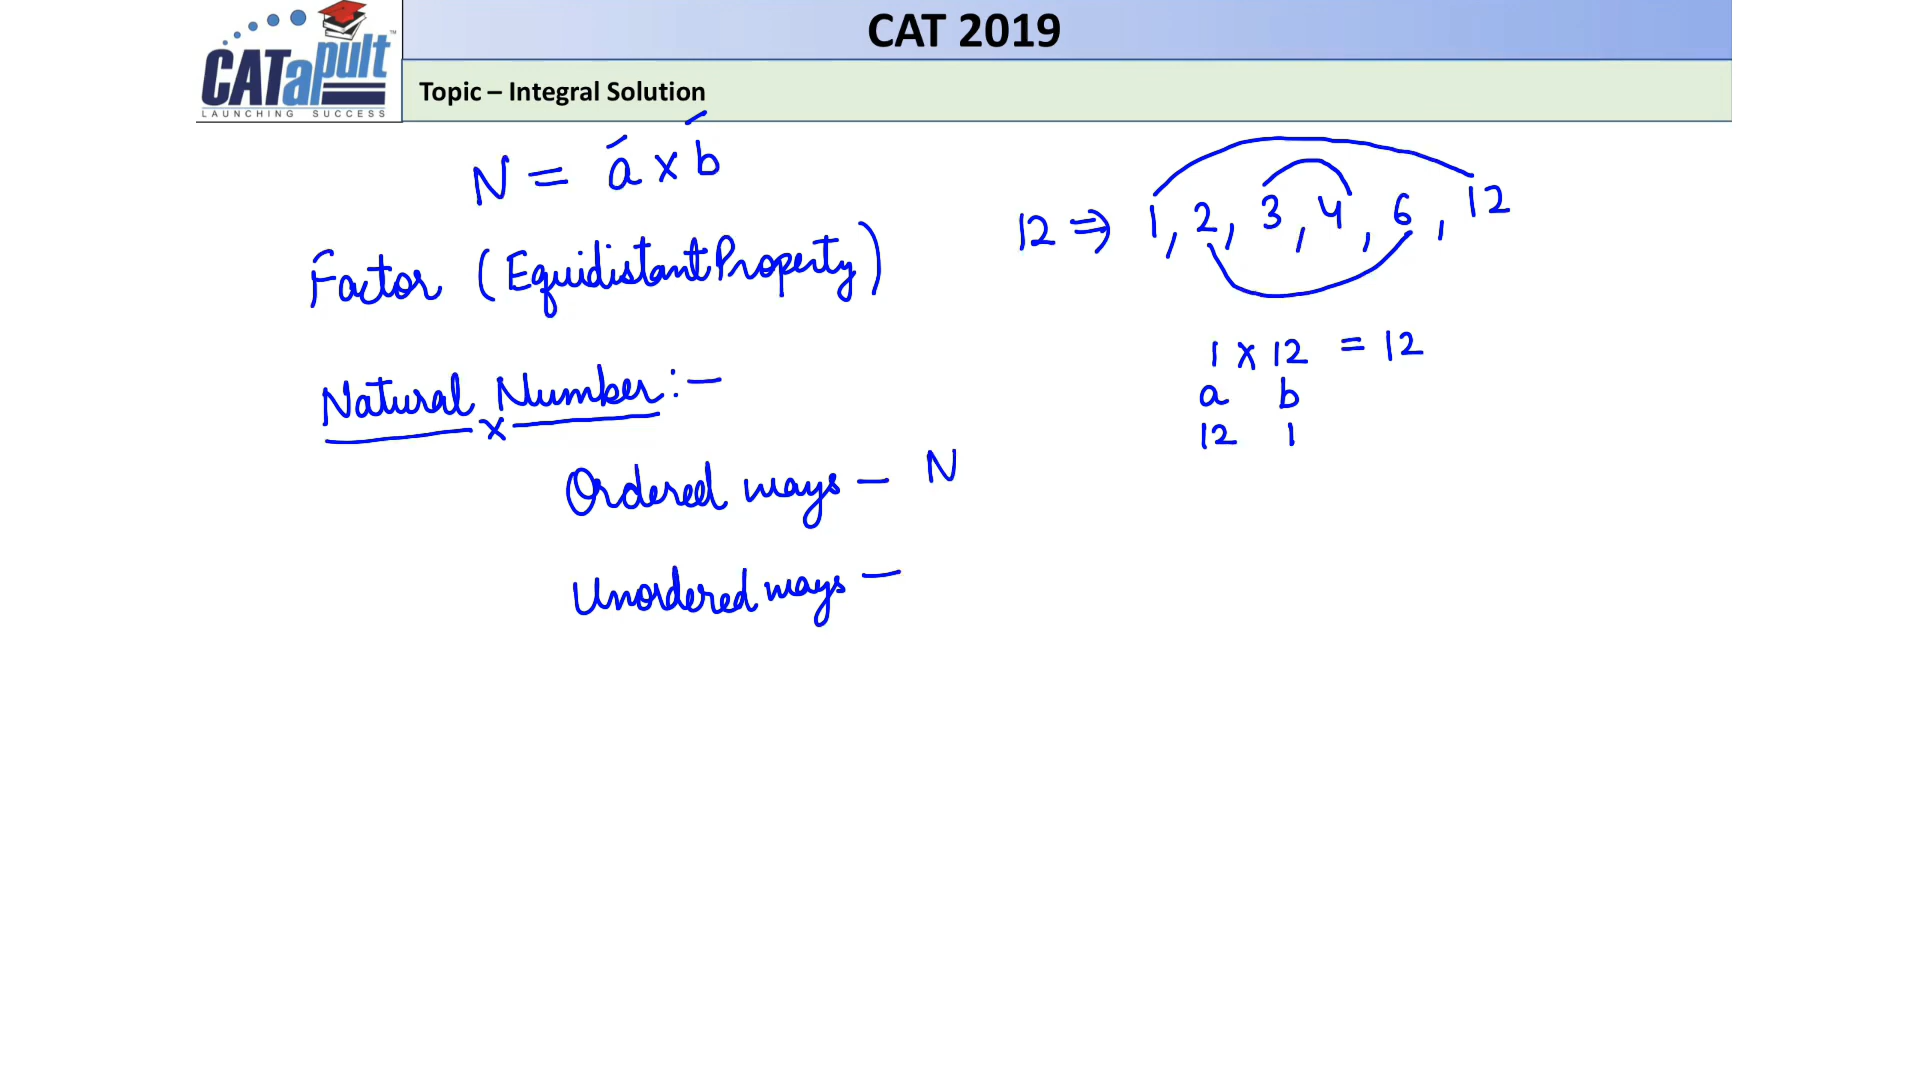 CATapult
LAUNCHING SUCCESS
™
CAT 2019
Topic – Integral Solution
N = a x b
Factor (Equidistant Property)
Natural Number :-
x
Ordered ways - N
Unordered ways -
12 ⇒ 1, 2, 3, 4, 6, 12
1 x 12 = 12
a b
12 1